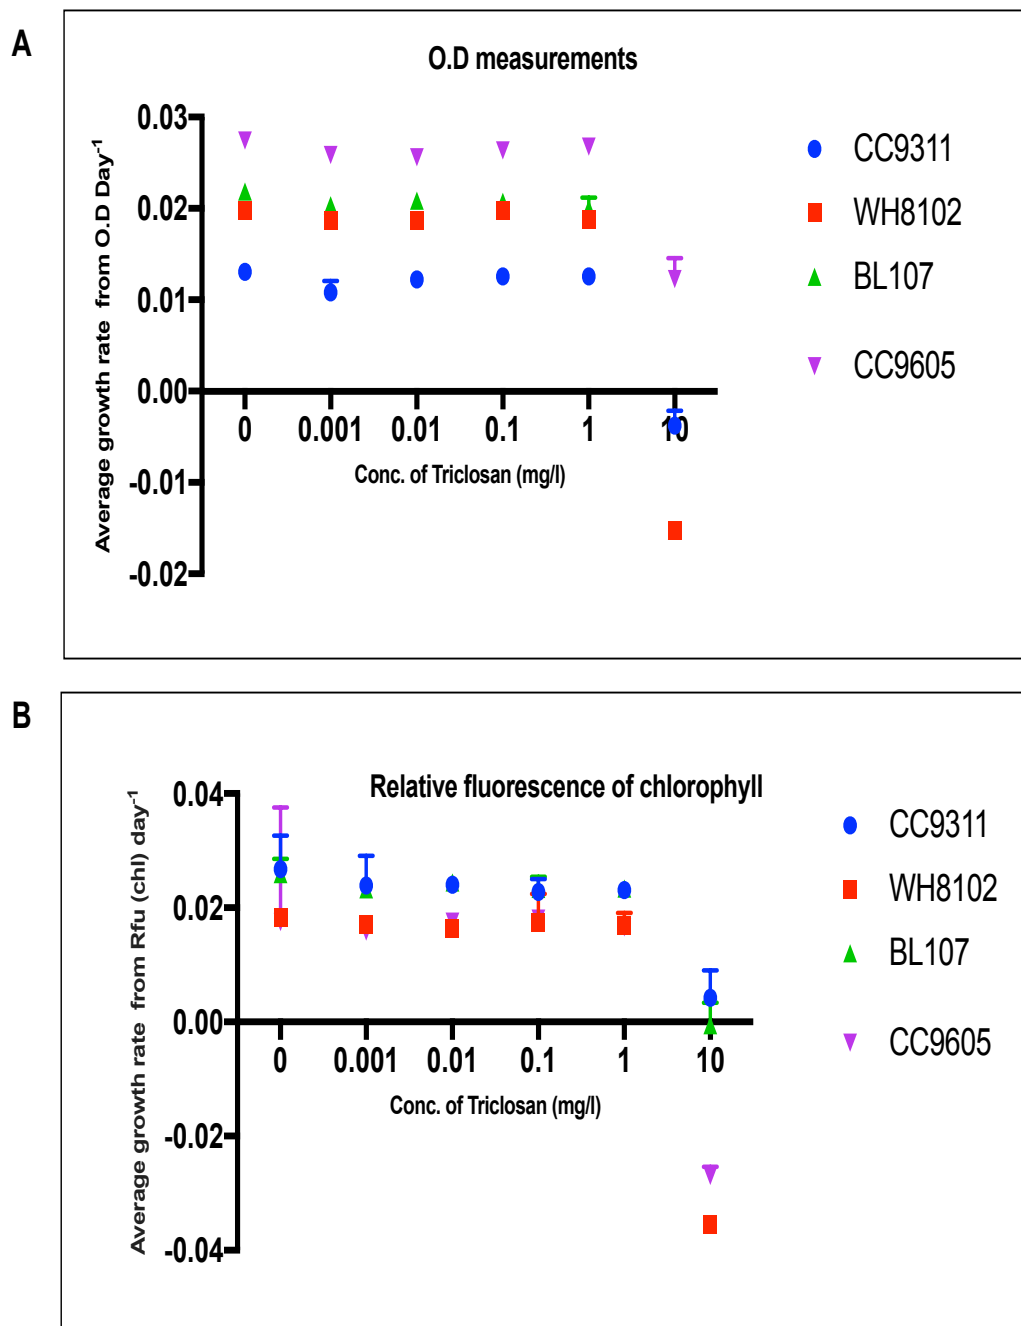 A
O.D measurements
Average growth rate from O.D Day-1
0.03
0.02
0.01
0.00
-0.01
-0.02
0 0.001 0.01 0.1 1 10
Conc. of Triclosan (mg/l)
CC9311
WH8102
BL107
CC9605
B
Relative fluorescence of chlorophyll
Average growth rate from Rfu (chl) day-1
0.04
0.02
0.00
-0.02
-0.04
0 0.001 0.01 0.1 1 10
Conc. of Triclosan (mg/l)
CC9311
WH8102
BL107
CC9605